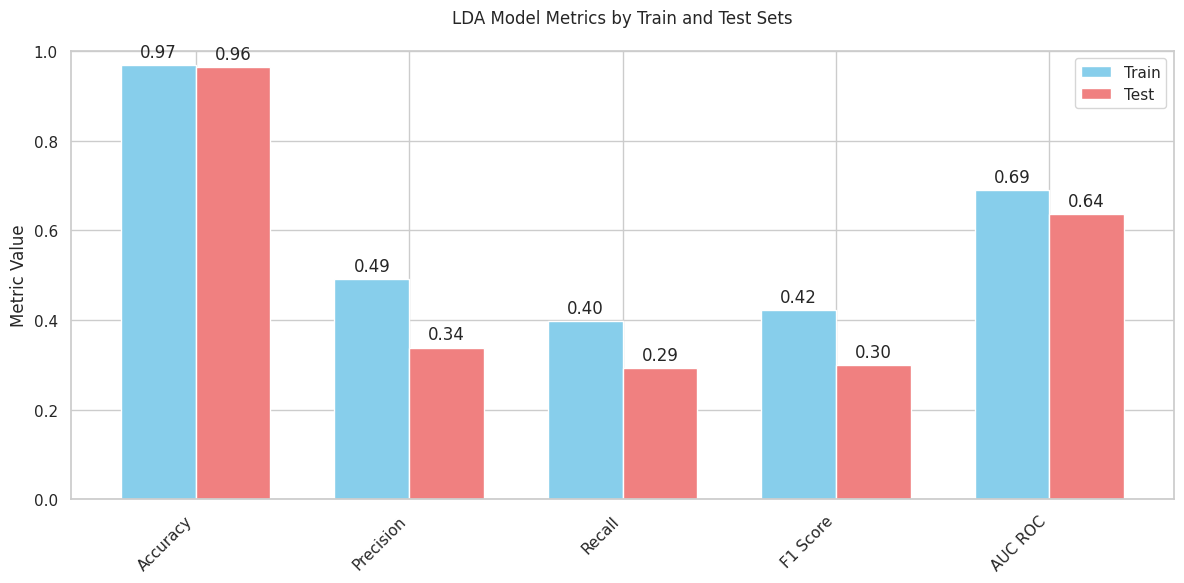 LDA Model Metrics by Train and Test Sets
Metric Value
1.0
0.8
0.6
0.4
0.2
0.0
0.97
0.96
0.49
0.34
0.40
0.29
0.42
0.30
0.69
0.64
Train
Test
Accuracy
Precision
Recall
F1 Score
AUC ROC